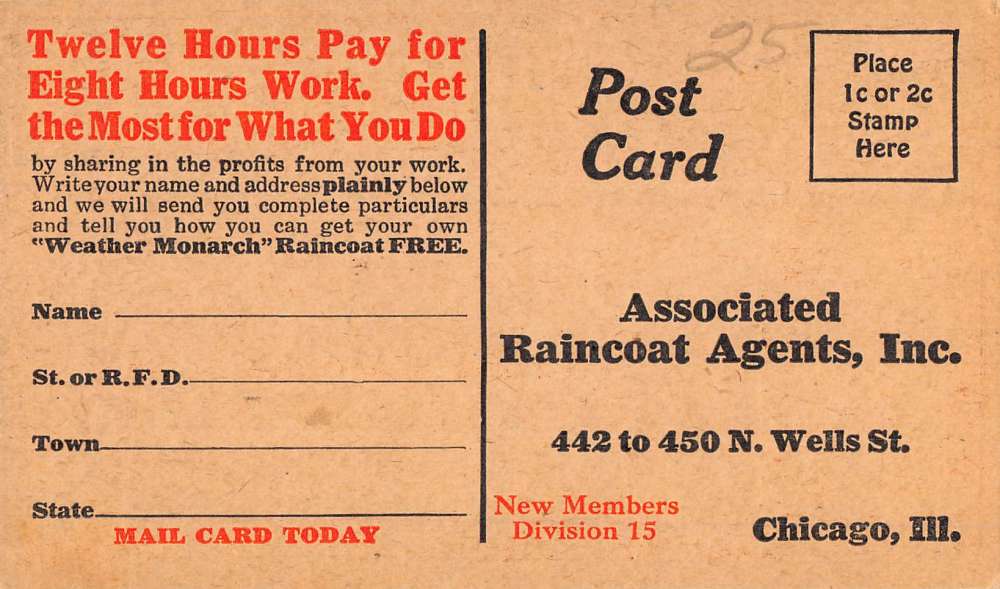 Twelve Hours Pay for
Eight Hours Work. Get
the Most for What You Do
by sharing in the profits from your work.
Write your name and address plainly below
and we will send you complete particulars
and tell you how you can get your own
"Weather Monarch" Raincoat FREE.
Name
St. or R.F.D.
Town
State
MAIL CARD TODAY
25
Post
Card
Place
1c or 2c
Stamp
Here
Associated
Raincoat Agents, Inc.
442 to 450 N. Wells St.
New Members
Division 15
Chicago, Ill.